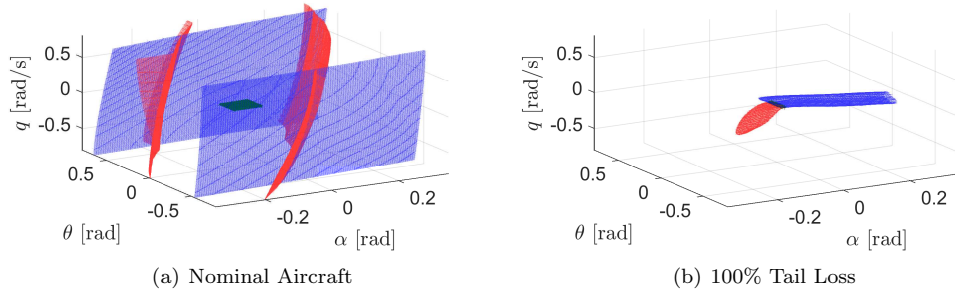 0.5
0
-0.5
q [rad/s]
0.5
0
-0.5
θ [rad]
-0.2
0
0.2
α [rad]
(a) Nominal Aircraft
0.5
0
-0.5
q [rad/s]
0.5
0
-0.5
θ [rad]
-0.2
0
0.2
α [rad]
(b) 100% Tail Loss